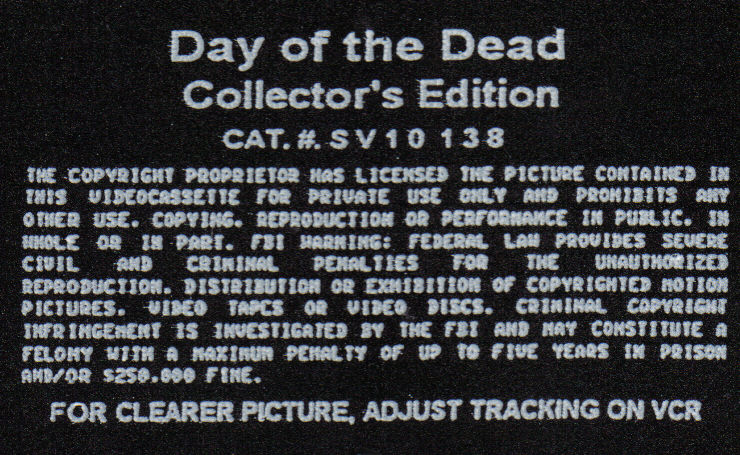 Day of the Dead
Collector's Edition
CAT. #. SV10 138
THE COPYRIGHT PROPRIETOR HAS LICENSED THE PICTURE CONTAINED IN
THIS VIDEOCASSETTE FOR PRIVATE USE ONLY AND PROHIBITS ANY
OTHER USE. COPYING. REPRODUCTION OR PERFORMANCE IN PUBLIC. IN
WHOLE OR IN PART. FBI WARNING: FEDERAL LAW PROVIDES SEVERE
CIVIL AND CRIMINAL PENALTIES FOR THE UNAUTHORIZED
REPRODUCTION. DISTRIBUTION OR EXHIBITION OF COPYRIGHTED MOTION
PICTURES. VIDEO TAPES OR VIDEO DISCS. CRIMINAL COPYRIGHT
INFRINGEMENT IS INVESTIGATED BY THE FBI AND MAY CONSTITUTE A
FELONY WITH A MAXIMUM PENALTY OF UP TO FIVE YEARS IN PRISON
AND/OR $250.000 FINE.
FOR CLEARER PICTURE, ADJUST TRACKING ON VCR